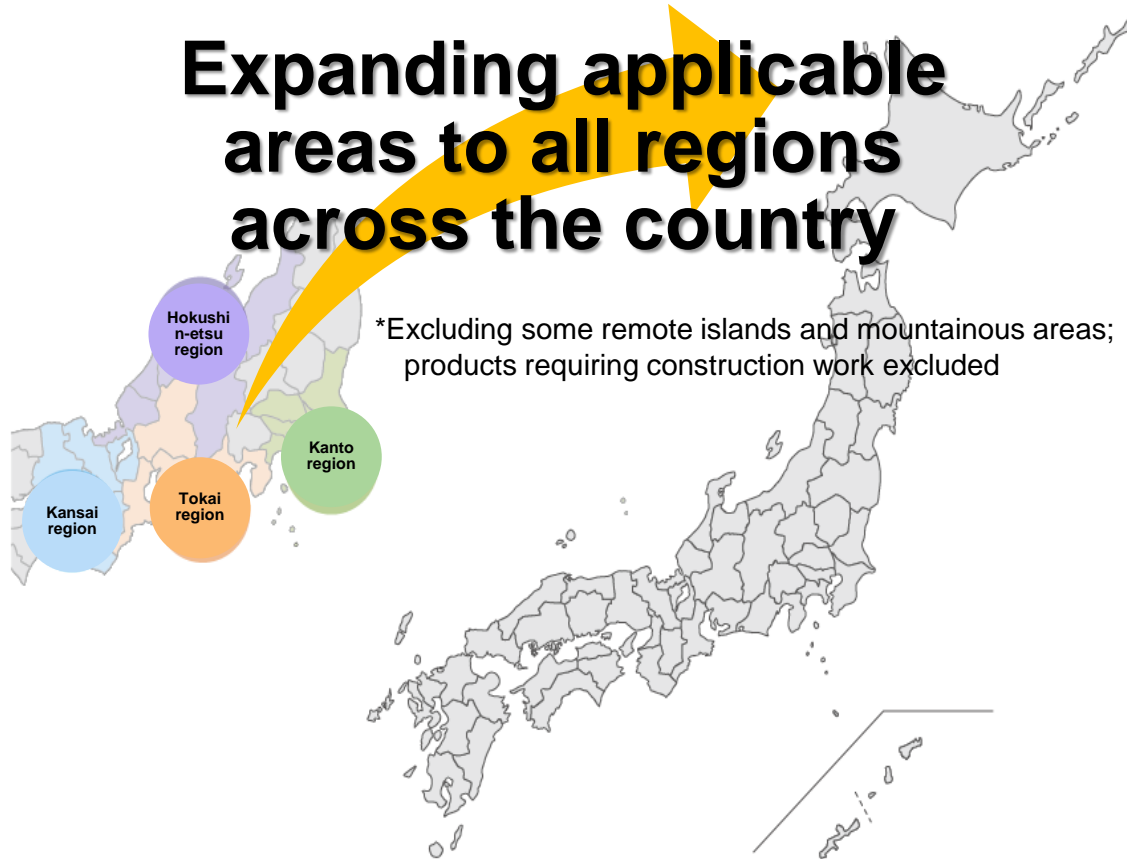 Expanding applicable
areas to all regions
across the country
Hokushi
n-etsu
region
*Excluding some remote islands and mountainous areas;
products requiring construction work excluded
Kanto
region
Tokai
region
Kansai
region